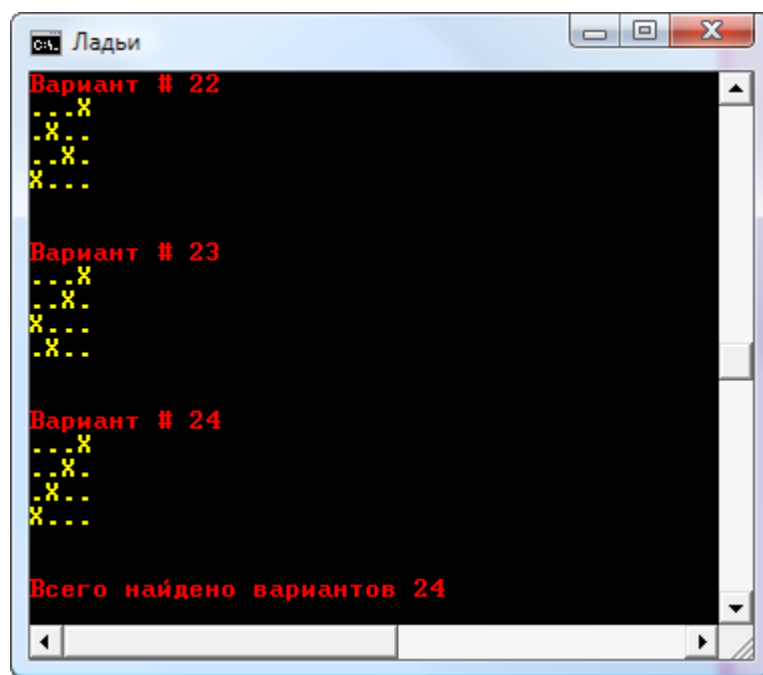 Ладьи
Вариант # 22
...X
.X..
..X.
X...
Вариант # 23
...X
..X.
X...
.X..
Вариант # 24
...X
..X.
.X..
X...
Всего найдено вариантов 24